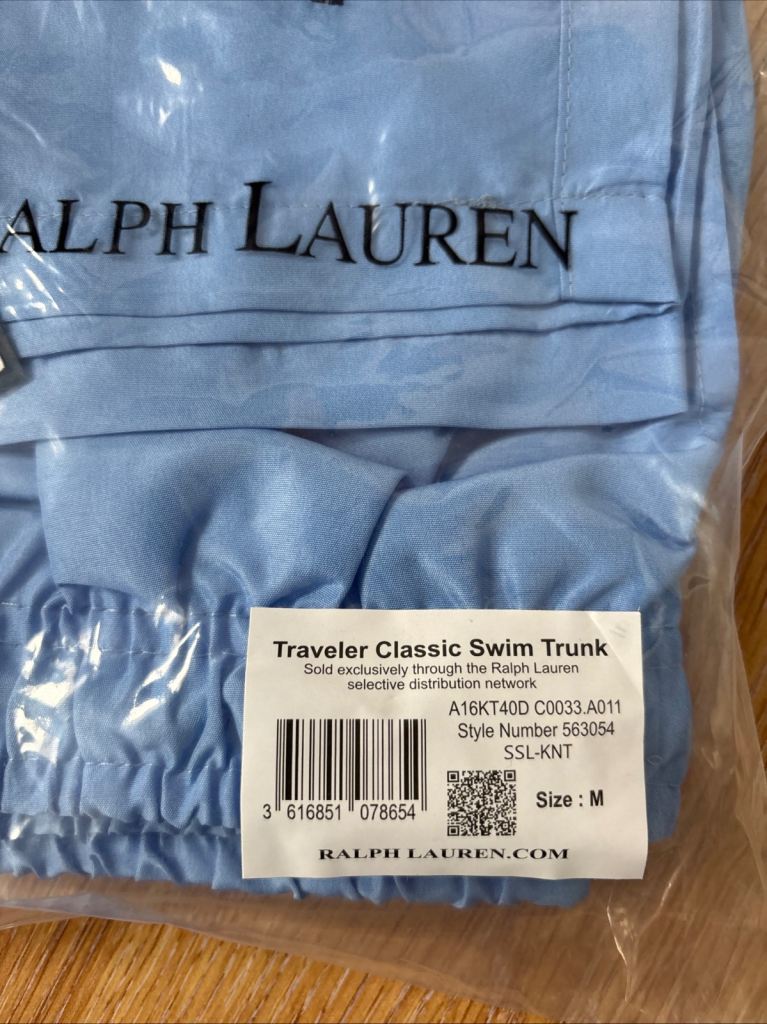 ALPH LAUREN
Traveler Classic Swim Trunk
Sold exclusively through the Ralph Lauren
selective distribution network
A16KT40D C0033.A011
Style Number 563054
SSL-KNT
3 616851 078654
Size : M
RALPH LAUREN.COM